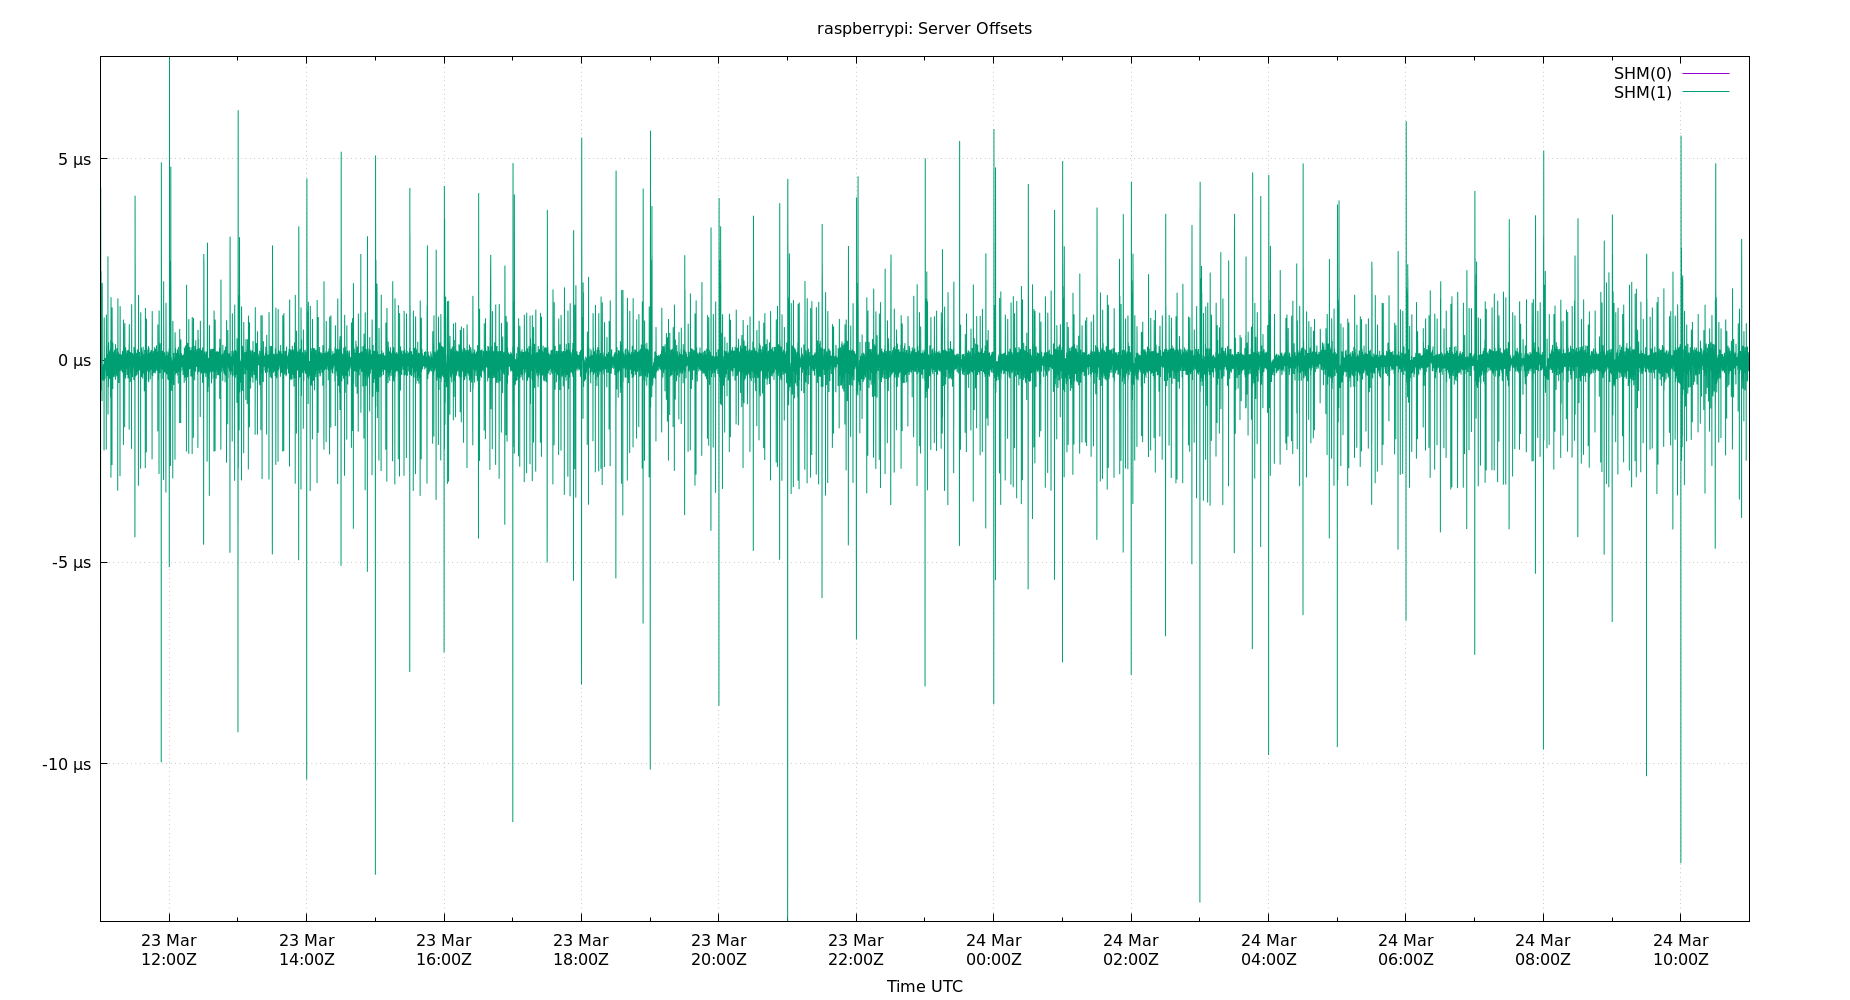 raspberrypi: Server Offsets
SHM(0)
SHM(1)
5 µs
0 µs
-5 µs
-10 µs
23 Mar 23 Mar 23 Mar 23 Mar 23 Mar 23 Mar 24 Mar 24 Mar 24 Mar 24 Mar 24 Mar 24 Mar
12:00Z 14:00Z 16:00Z 18:00Z 20:00Z 22:00Z 00:00Z 02:00Z 04:00Z 06:00Z 08:00Z 10:00Z
Time UTC